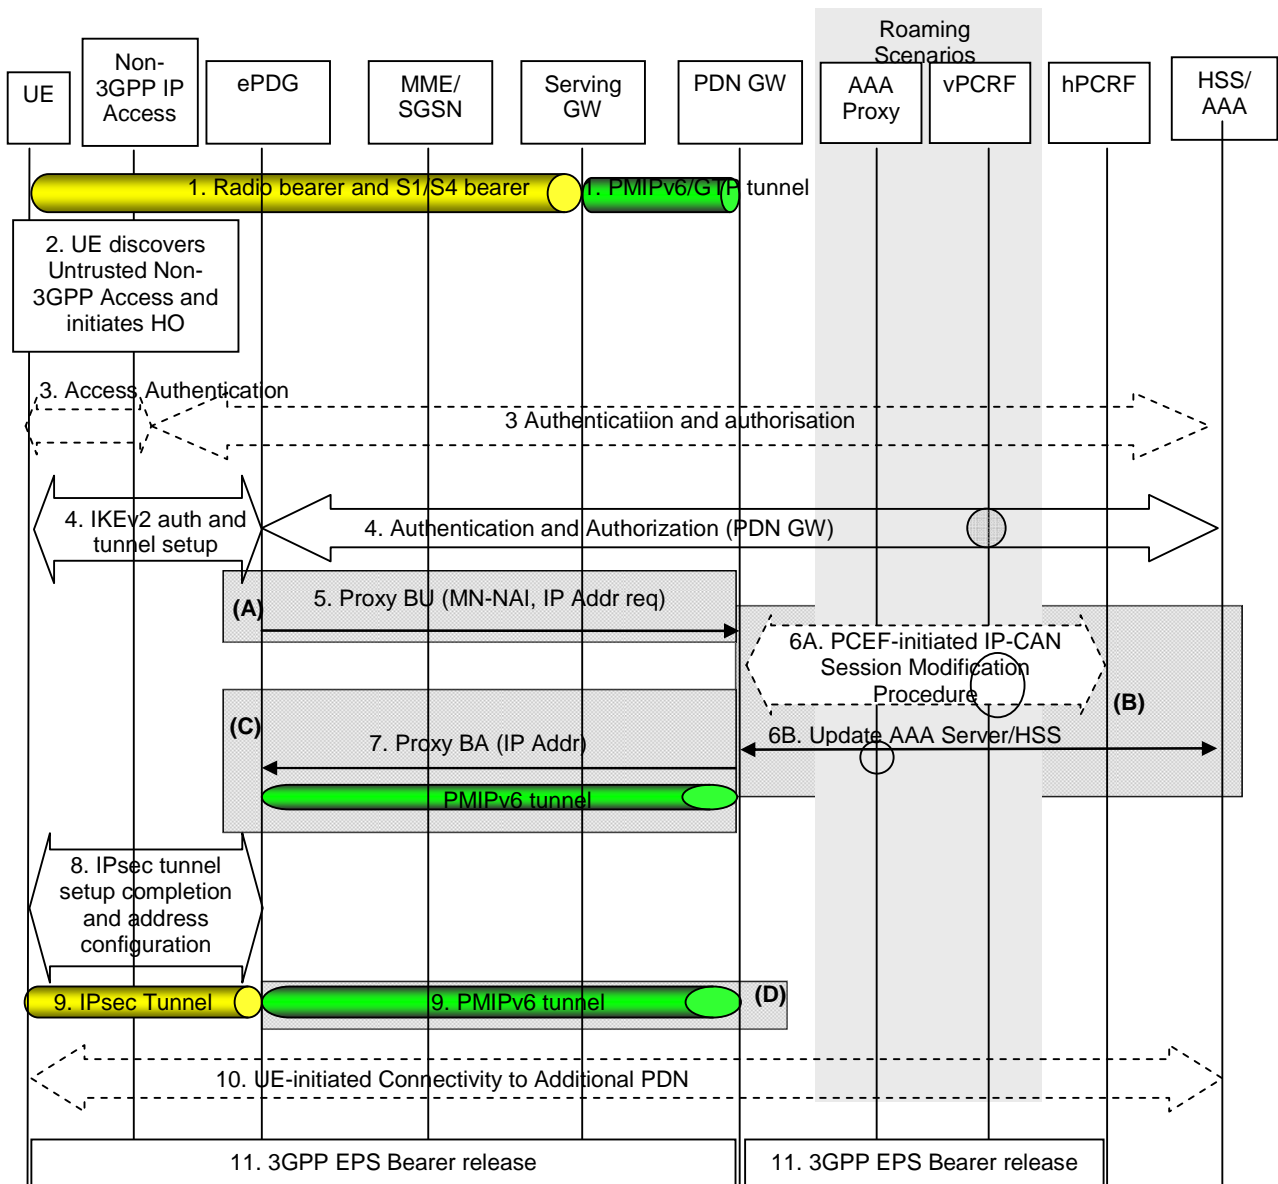 Roaming
Scenarios
UE
Non-
3GPP IP
Access
ePDG
MME/
SGSN
Serving
GW
PDN GW
AAA
Proxy
vPCRF
hPCRF
HSS/
AAA
1. Radio bearer and S1/S4 bearer
1. PMIPv6/GTP tunnel
2. UE discovers
Untrusted Non-
3GPP Access and
initiates HO
3. Access Authentication
3 Authenticatiion and authorisation
4. IKEv2 auth and
tunnel setup
4. Authentication and Authorization (PDN GW)
(A)
5. Proxy BU (MN-NAI, IP Addr req)
6A. PCEF-initiated IP-CAN
Session Modification
Procedure
(B)
(C)
7. Proxy BA (IP Addr)
6B. Update AAA Server/HSS
PMIPv6 tunnel
8. IPsec tunnel
setup completion
and address
configuration
9. IPsec Tunnel
9. PMIPv6 tunnel
(D)
10. UE-initiated Connectivity to Additional PDN
11. 3GPP EPS Bearer release
11. 3GPP EPS Bearer release